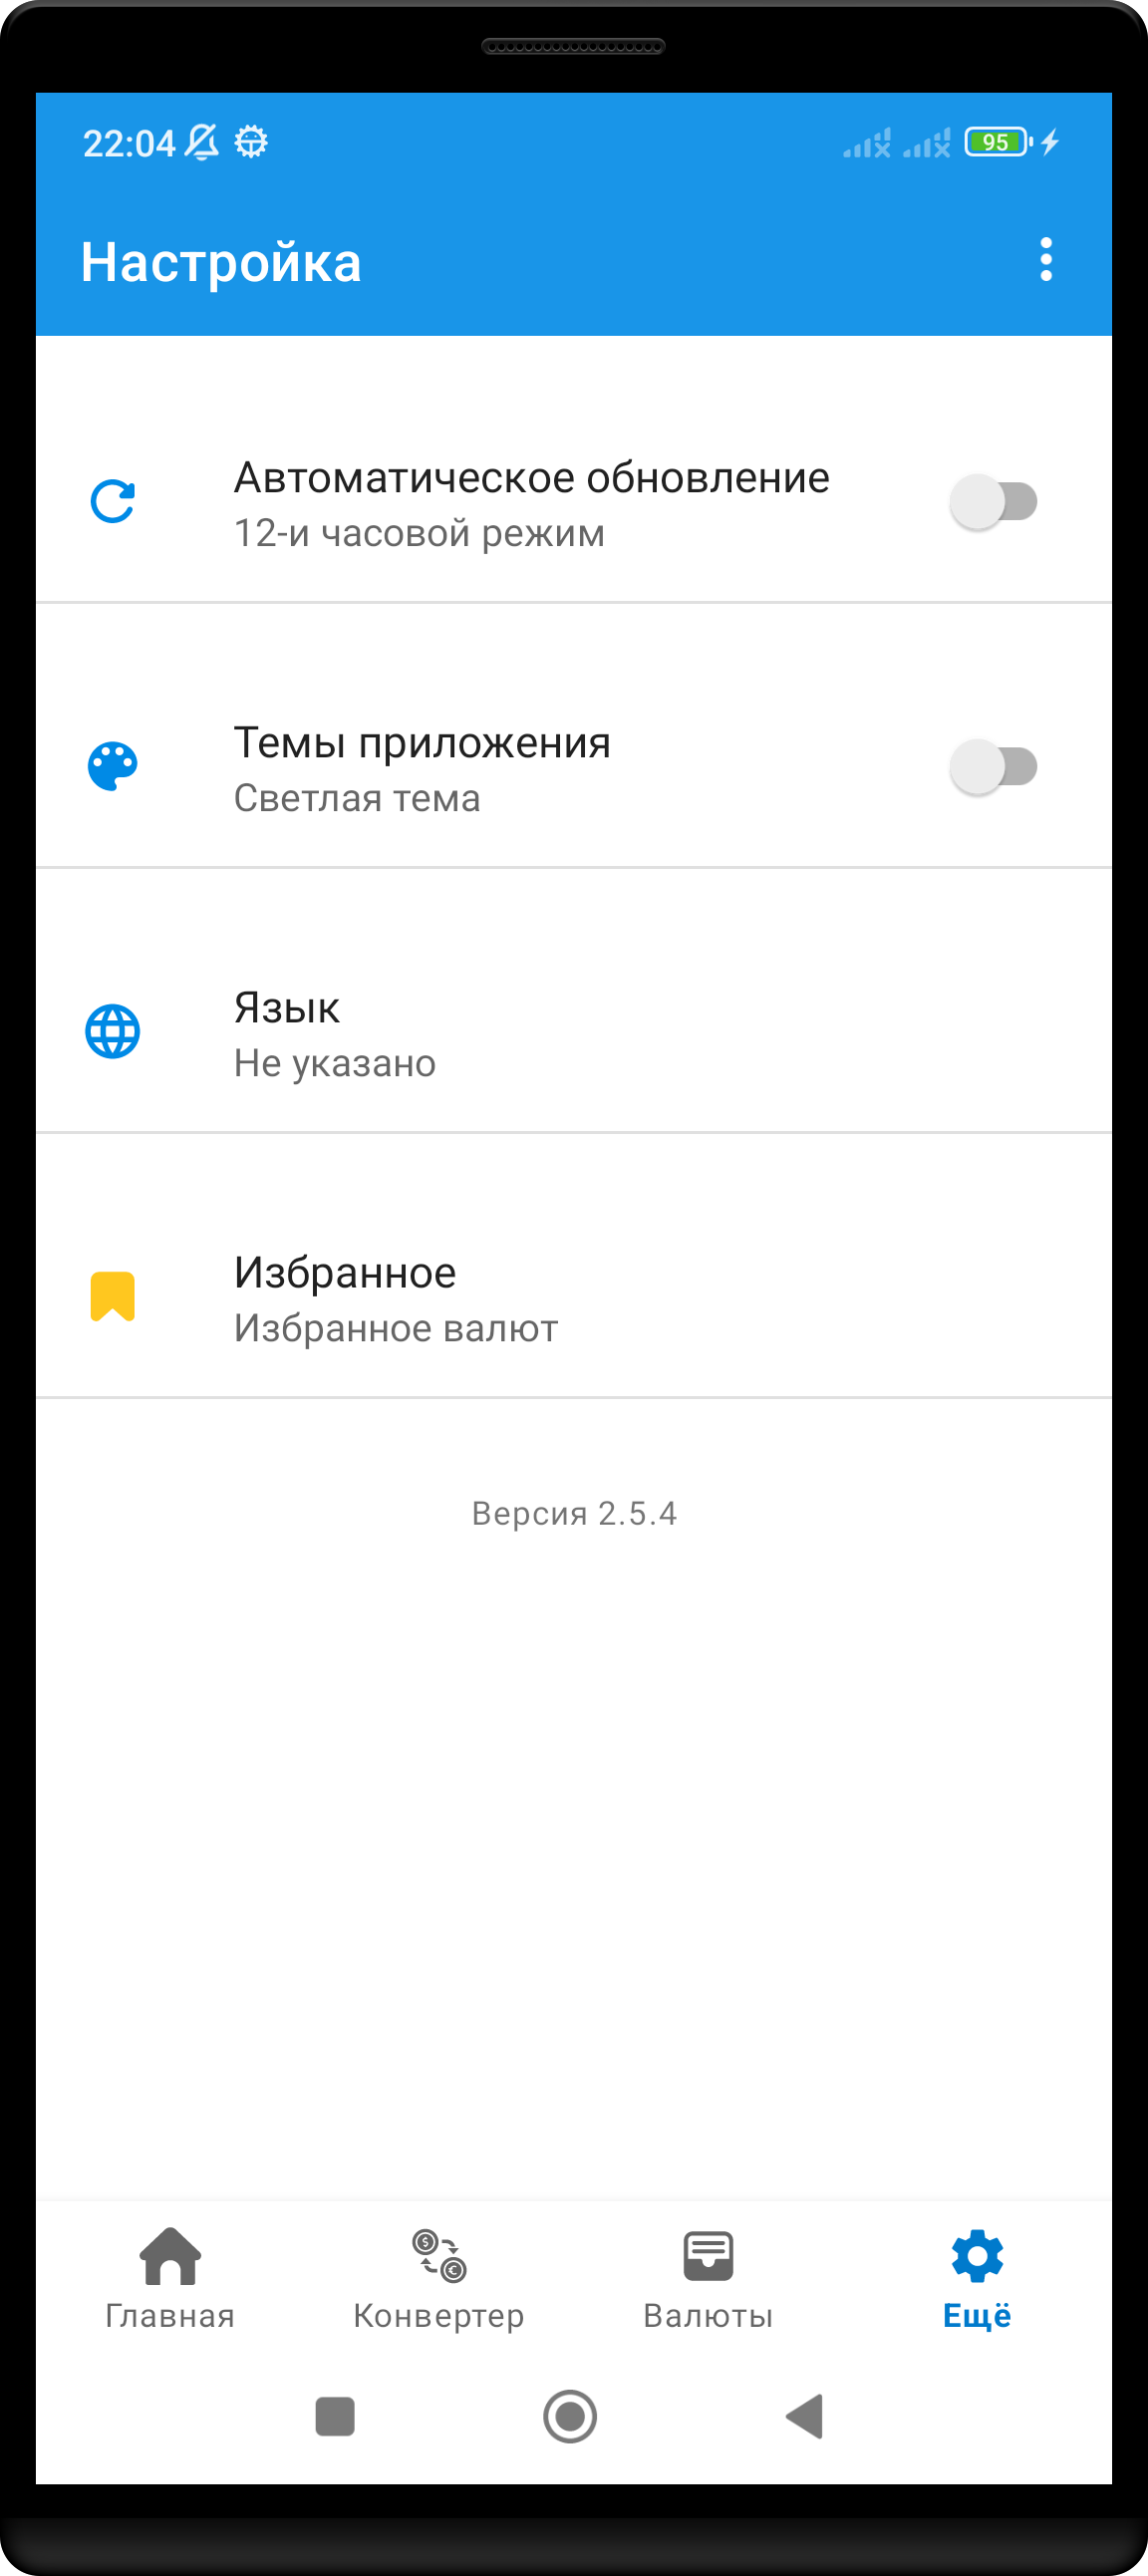 22:04
95
Настройка
Автоматическое обновление
12-и часовой режим
Темы приложения
Светлая тема
Язык
Не указано
Избранное
Избранное валют
Версия 2.5.4
Главная
Конвертер
Валюты
Ещё